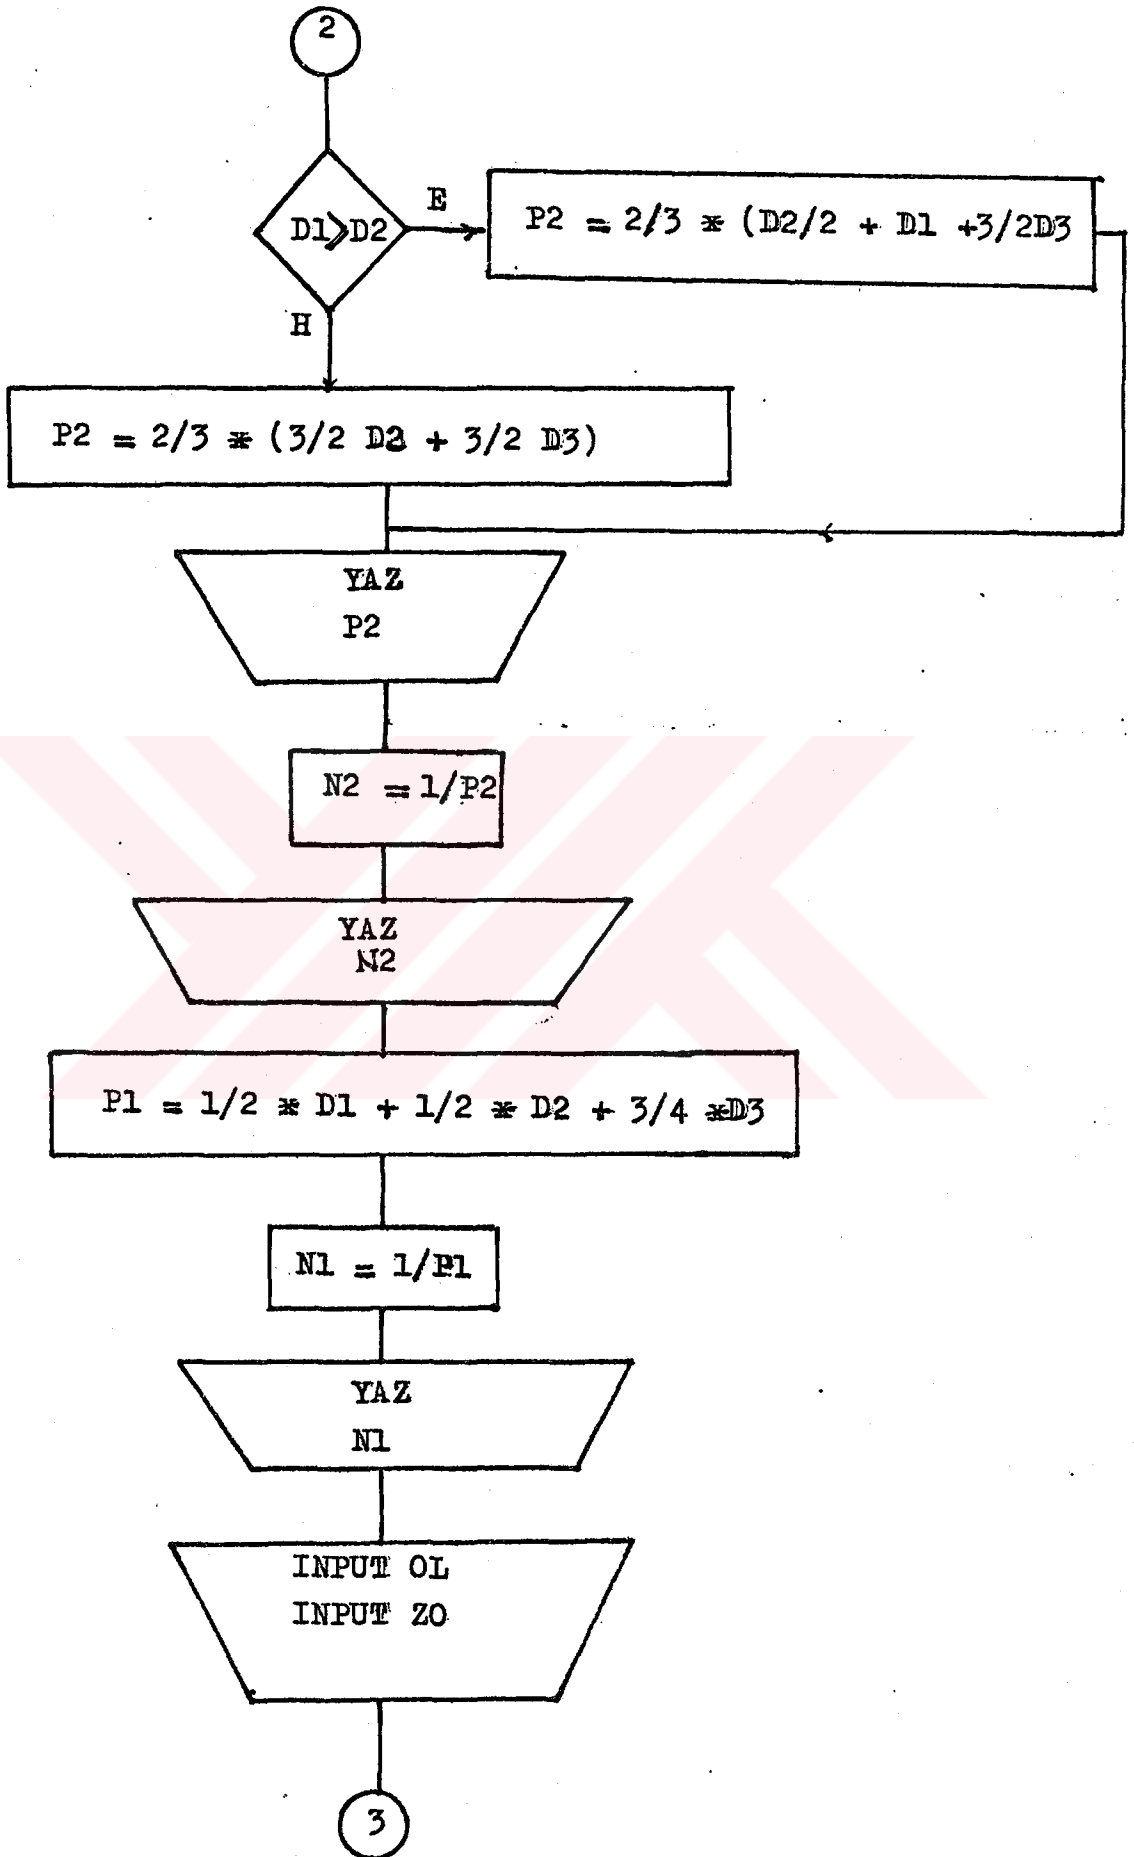 2
D1>D2
E
P2 = 2/3 * (D2/2 + D1 +3/2D3
H
P2 = 2/3 * (3/2 + 3/2 D3)
YAZ
P2
N2 = 1/P2
YAZ
N2
P1 = 1/2 * D1 + 1/2 * D2 + 3/4 *D3
N1 = 1/P1
YAZ
N1
INPUT OL
INPUT ZO
3